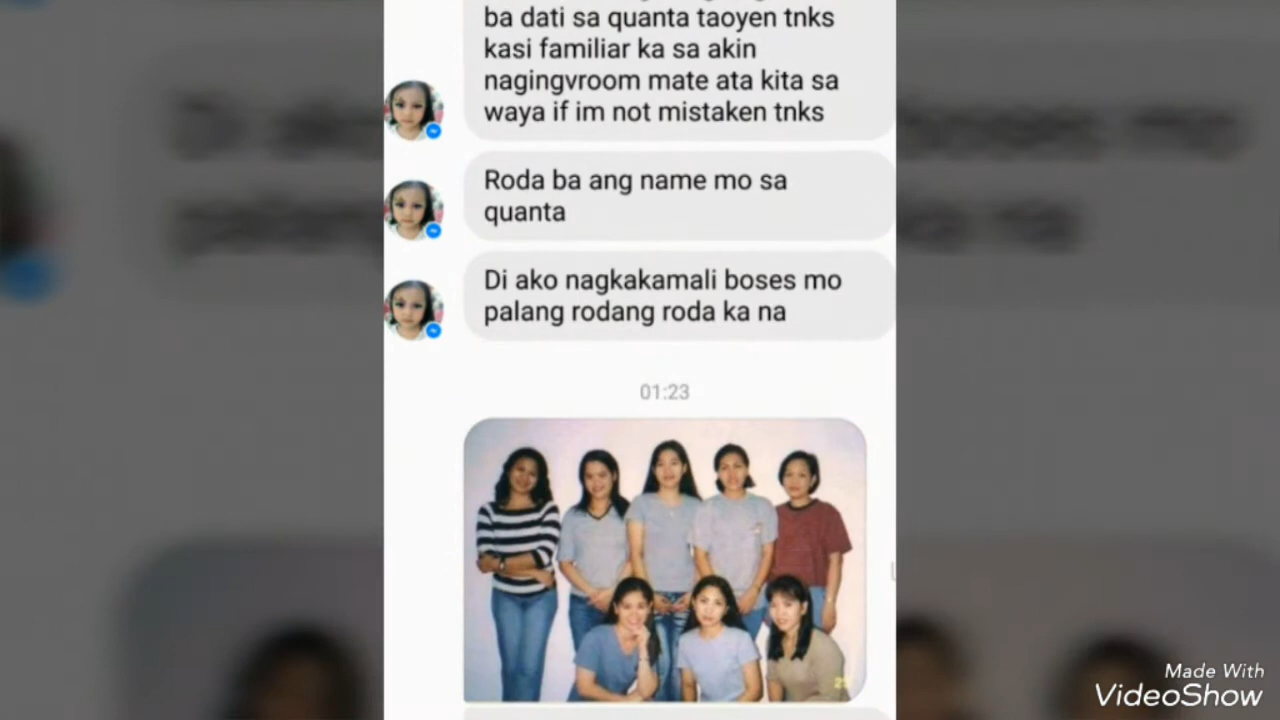 ba dati sa quanta taoyen tnks
kasi familiar ka sa akin
nagingvroom mate ata kita sa
waya if im not mistaken tnks
Roda ba ang name mo sa
quanta
Di ako nagkakamali boses mo
palang rodang roda ka na
01:23
Made With
VideoShow